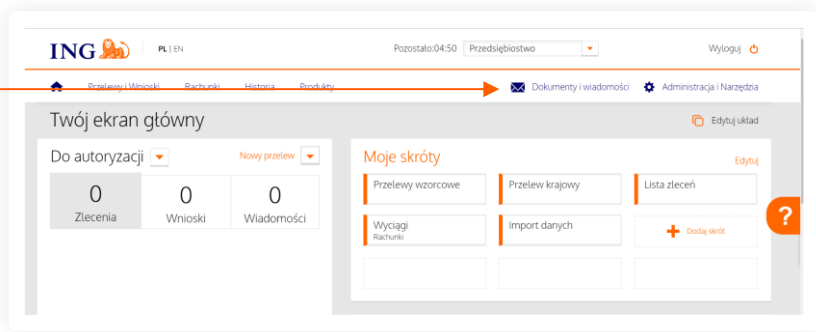 ING PL | EN Pozostało:04:50 Przedsiębiostwo Wyloguj
Przelewy i Wnioski Rachunki Historia Produkty Dokumenty i wiadomości Administracja i Narzędzia
Twój ekran główny Edytuj układ
Do autoryzacji Nowy przelew
0 0 0
Zlecenia Wnioski Wiadomości
Moje skróty Edytuj
Przelewy wzorcowe Przelew krajowy Lista zleceń
Wyciągi Import danych Dodaj skrót
Rachunki
?